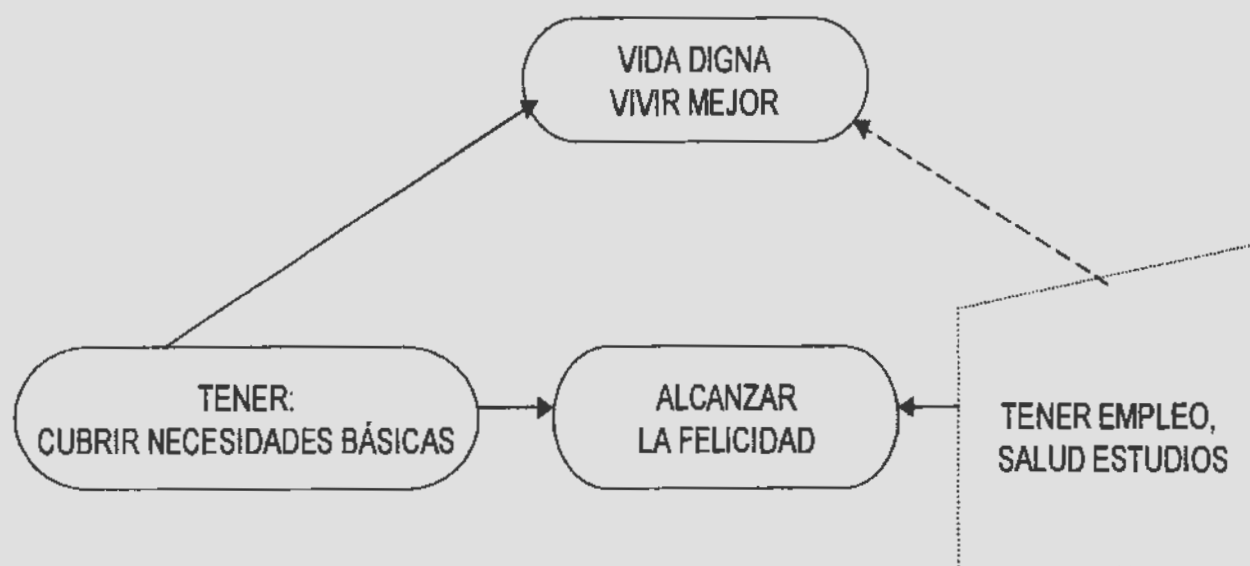 VIDA DIGNA
VIVIR MEJOR
TENER:
CUBRIR NECESIDADES BÁSICAS
ALCANZAR
LA FELICIDAD
TENER EMPLEO,
SALUD ESTUDIOS